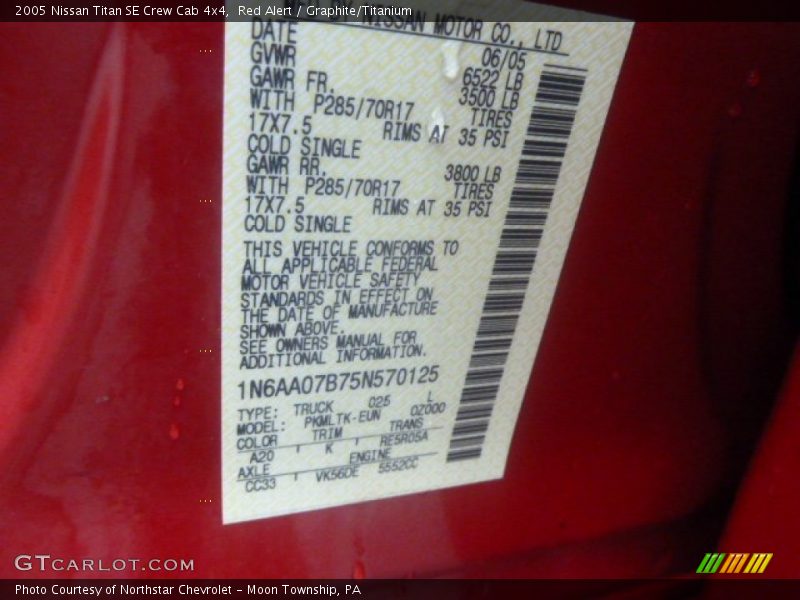 2005 Nissan Titan SE Crew Cab 4x4, Red Alert / Graphite/Titanium
NISSAN MOTOR CO., LTD
DATE 06/05
GVWR 6522 LB
GAWR FR. 3500 LB
WITH P285/70R17 TIRES
17X7.5 RIMS AT 35 PSI
COLD SINGLE
GAWR RR. 3800 LB
WITH P285/70R17 TIRES
17X7.5 RIMS AT 35 PSI
COLD SINGLE
THIS VEHICLE CONFORMS TO
ALL APPLICABLE FEDERAL
MOTOR VEHICLE SAFETY
STANDARDS IN EFFECT ON
THE DATE OF MANUFACTURE
SHOWN ABOVE.
SEE OWNERS MANUAL FOR
ADDITIONAL INFORMATION.
1N6AA07B75N570125
TYPE: TRUCK 025 L
MODEL: PKMLTK-EUN 0Z000
COLOR TRIM TRANS
A20 K RE5R05A
AXLE ENGINE
CC33 VK56DE 5552CC
GTCARLOT.COM
Photo Courtesy of Northstar Chevrolet - Moon Township, PA